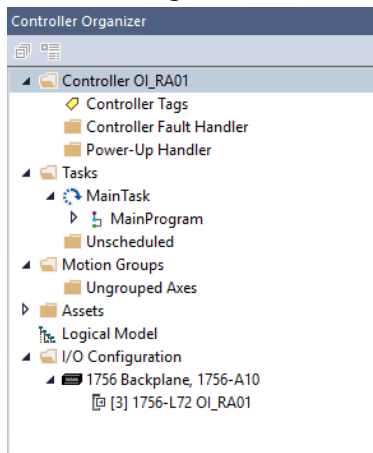 Controller Organizer
Controller OI_RA01
Controller Tags
Controller Fault Handler
Power-Up Handler
Tasks
MainTask
MainProgram
Unscheduled
Motion Groups
Ungrouped Axes
Assets
Logical Model
I/O Configuration
1756 Backplane, 1756-A10
[3] 1756-L72 OI_RA01